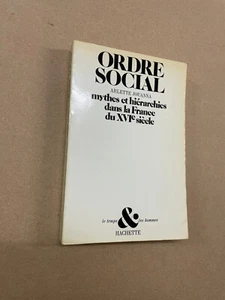 ORDRE
SOCIAL
ARLETTE JOUANNA
mythes et hiérarchies
dans la France
du XVIe siècle
le temps & les hommes
HACHETTE